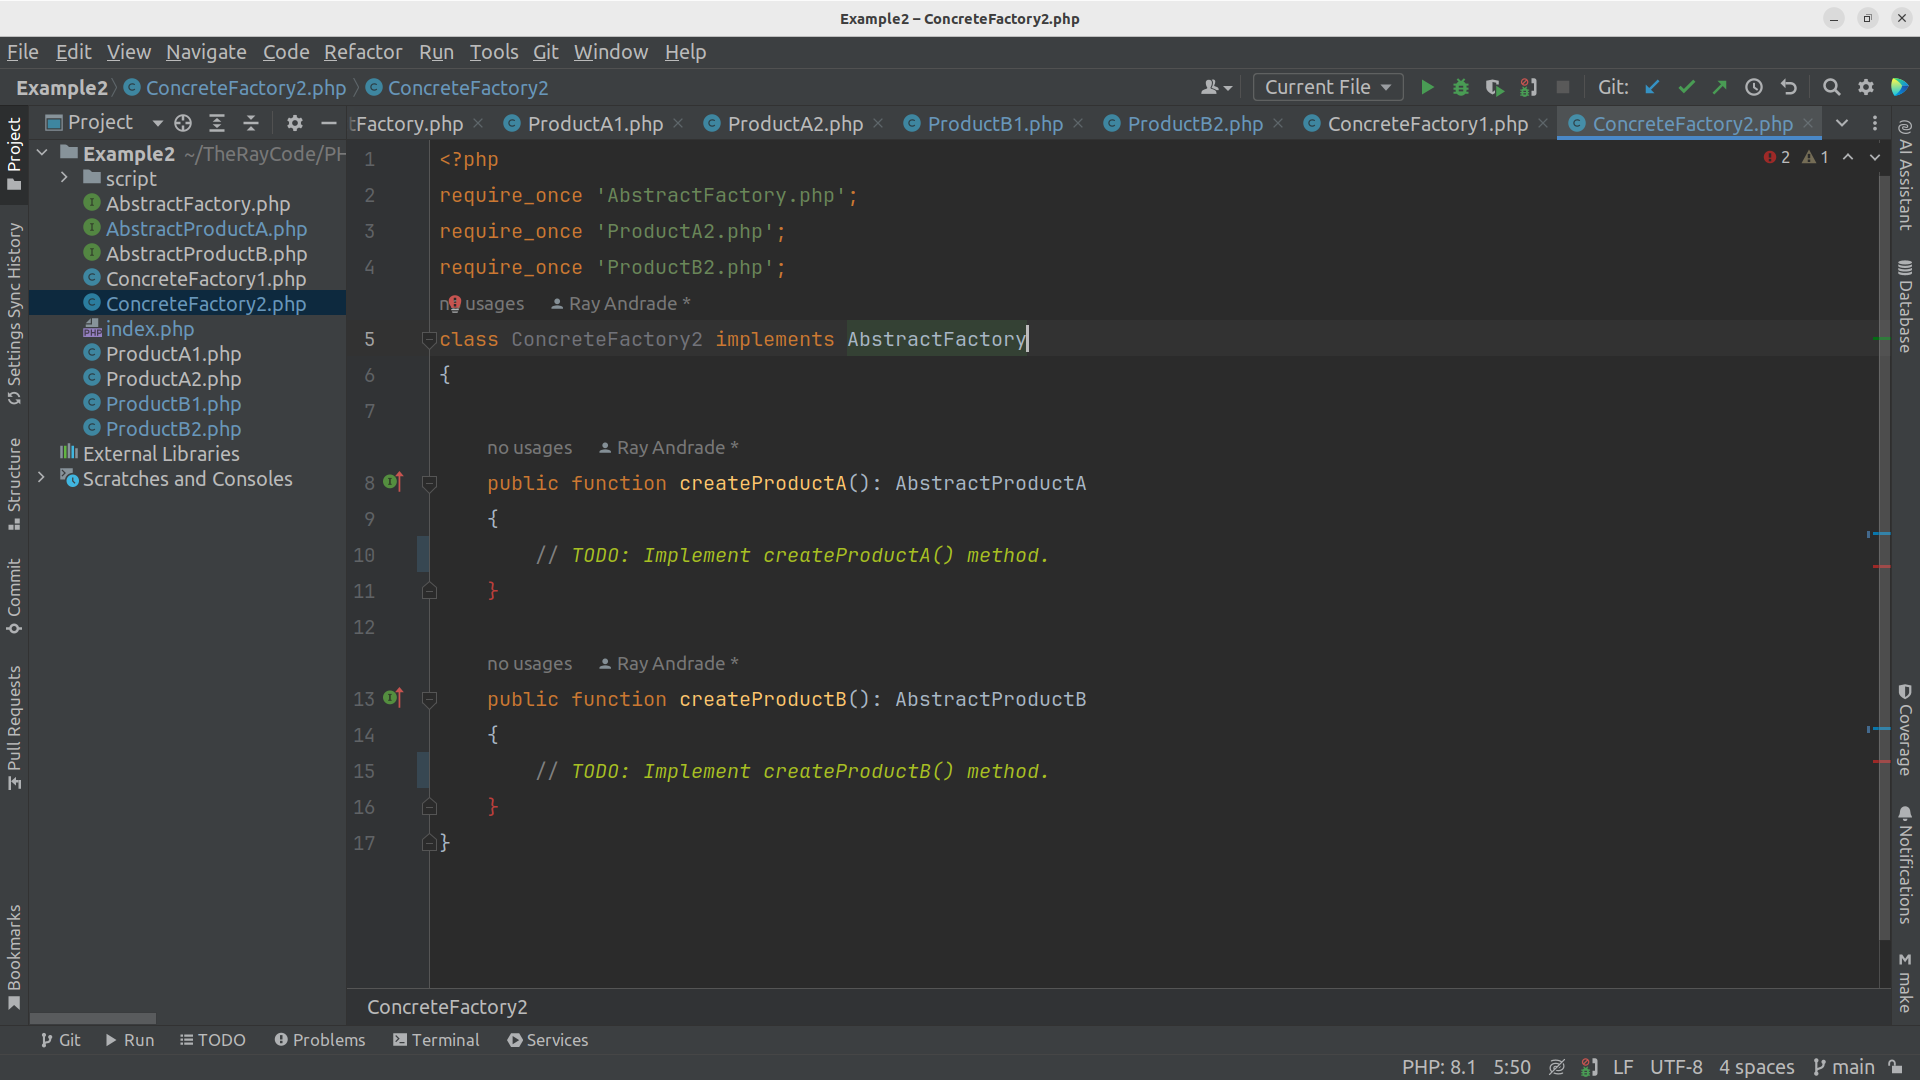 Example2 – ConcreteFactory2.php
File Edit View Navigate Code Refactor Run Tools Git Window Help
Example2 ConcreteFactory2.php ConcreteFactory2
Current File Git:
Project
tFactory.php ProductA1.php ProductA2.php ProductB1.php ProductB2.php ConcreteFactory1.php ConcreteFactory2.php
Example2 ~/TheRayCode/PH
script
AbstractFactory.php
AbstractProductA.php
AbstractProductB.php
ConcreteFactory1.php
ConcreteFactory2.php
index.php
ProductA1.php
ProductA2.php
ProductB1.php
ProductB2.php
External Libraries
Scratches and Consoles
Project
Settings Sync History
Structure
Commit
Pull Requests
Bookmarks
2 1
1 <?php
2 require_once 'AbstractFactory.php';
3 require_once 'ProductA2.php';
4 require_once 'ProductB2.php';
usages Ray Andrade *
5 class ConcreteFactory2 implements AbstractFactory
6 {
7
no usages Ray Andrade *
8 public function createProductA(): AbstractProductA
9 {
10 // TODO: Implement createProductA() method.
11 }
12
no usages Ray Andrade *
13 public function createProductB(): AbstractProductB
14 {
15 // TODO: Implement createProductB() method.
16 }
17 }
ConcreteFactory2
AI Assistant
Database
Coverage
Notifications
M make
Git Run TODO Problems Terminal Services
PHP: 8.1 5:50 LF UTF-8 4 spaces main